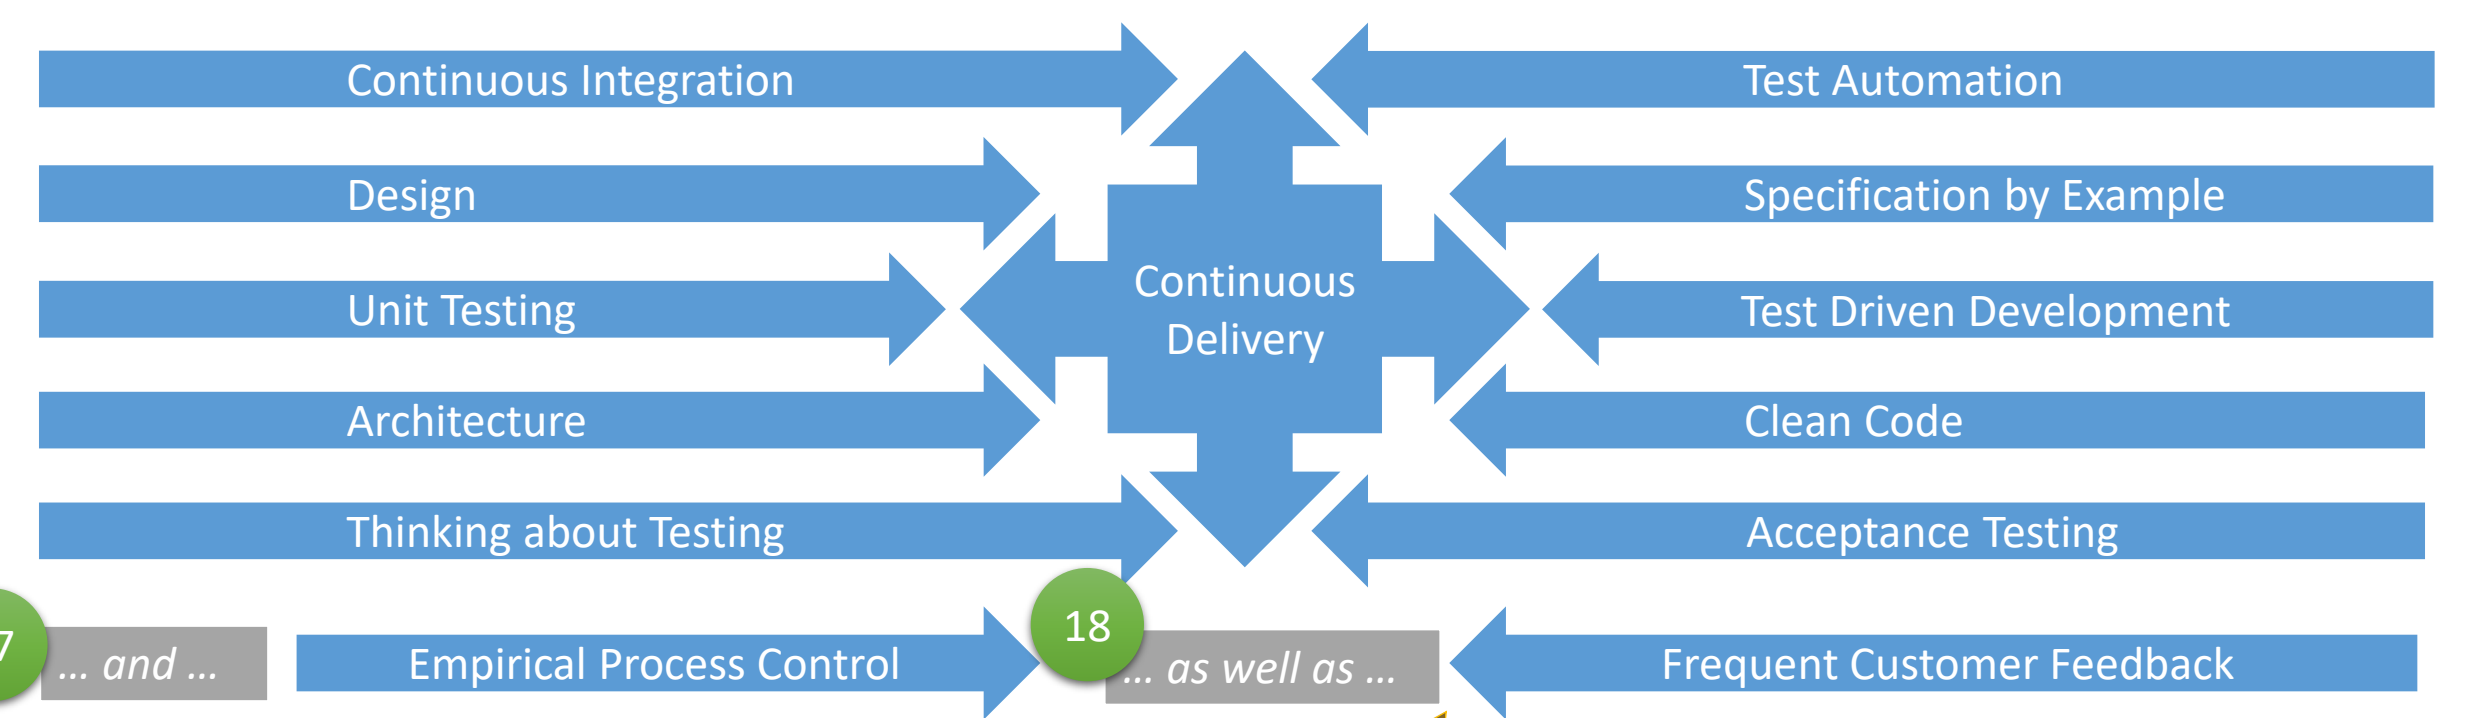 Continuous Integration
Test Automation
Design
Specification by Example
Continuous
Delivery
Unit Testing
Test Driven Development
Architecture
Clean Code
Thinking about Testing
Acceptance Testing
7
... and ...
Empirical Process Control
18
... as well as ...
Frequent Customer Feedback